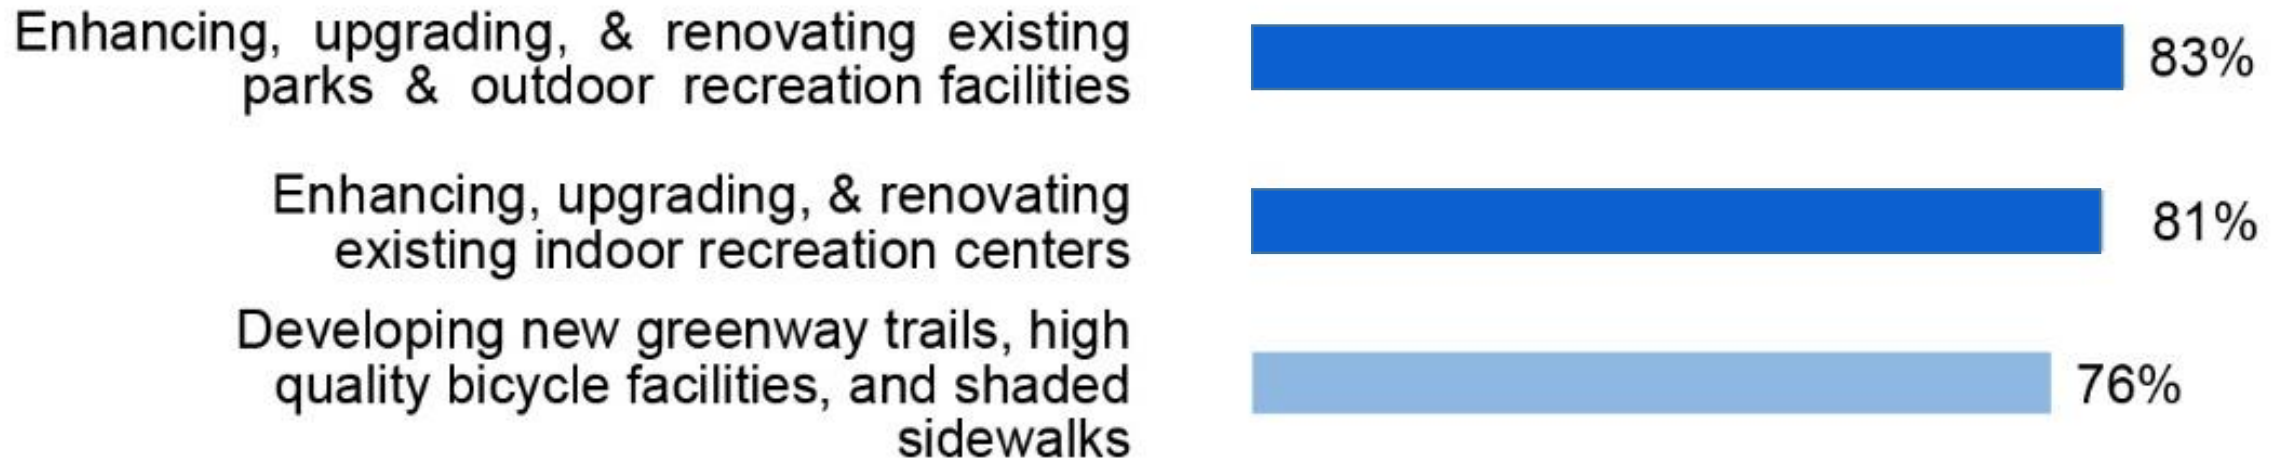 Enhancing, upgrading, & renovating existing
parks & outdoor recreation facilities
83%
Enhancing, upgrading, & renovating
existing indoor recreation centers
81%
Developing new greenway trails, high
quality bicycle facilities, and shaded
sidewalks
76%